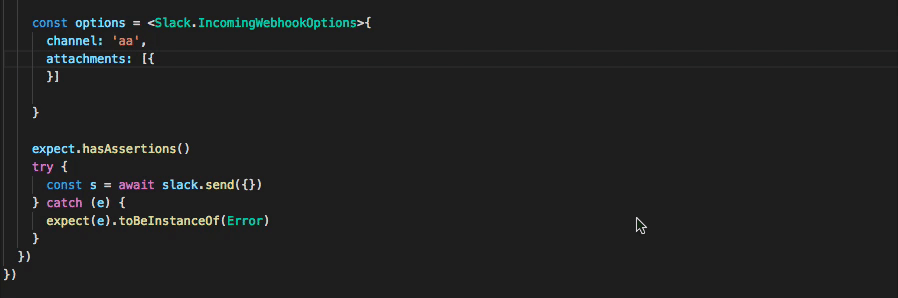 const options = <Slack.IncomingWebhookOptions>{
channel: 'aa',
attachments: [{
}]
}
expect.hasAssertions()
try {
const s = await slack.send({})
} catch (e) {
expect(e).toBeInstanceOf(Error)
}
})
})